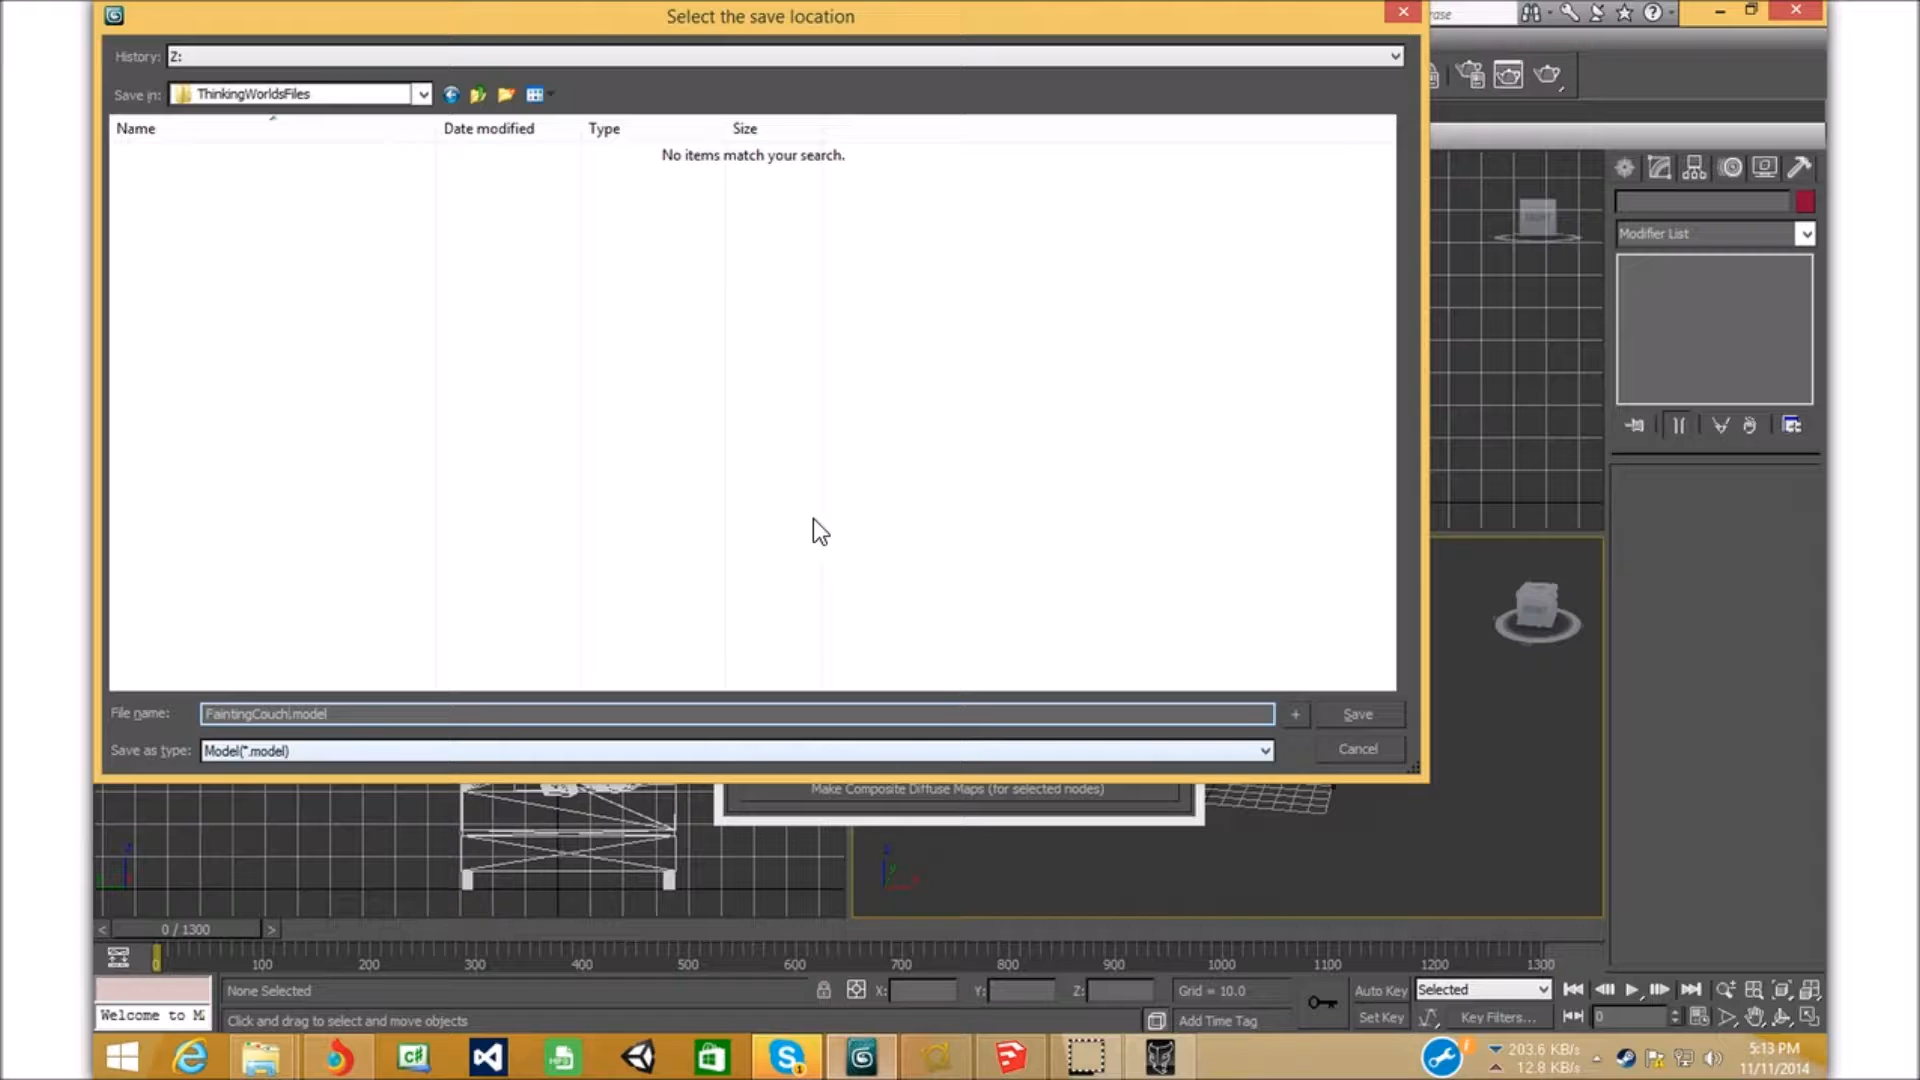 Select the save location
History: Z:
Save in: ThinkingWorldsFiles
Name Date modified Type Size
No items match your search.
Modifier List
File name: FaintingCouch.model Save
Save as type: Model(*.model) Cancel
Make Composite Diffuse Maps (for selected nodes)
< 0 / 1300 >
0 100 200 300 400 500 600 700 800 900 1000 1100 1200 1300
None Selected X: Y: Z: Grid = 10.0 Auto Key Selected
Welcome to Click and drag to select and move objects Add Time Tag Set Key Key Filters... 0
203.6 KB/s
12.8 KB/s
5:13 PM
11/11/2014